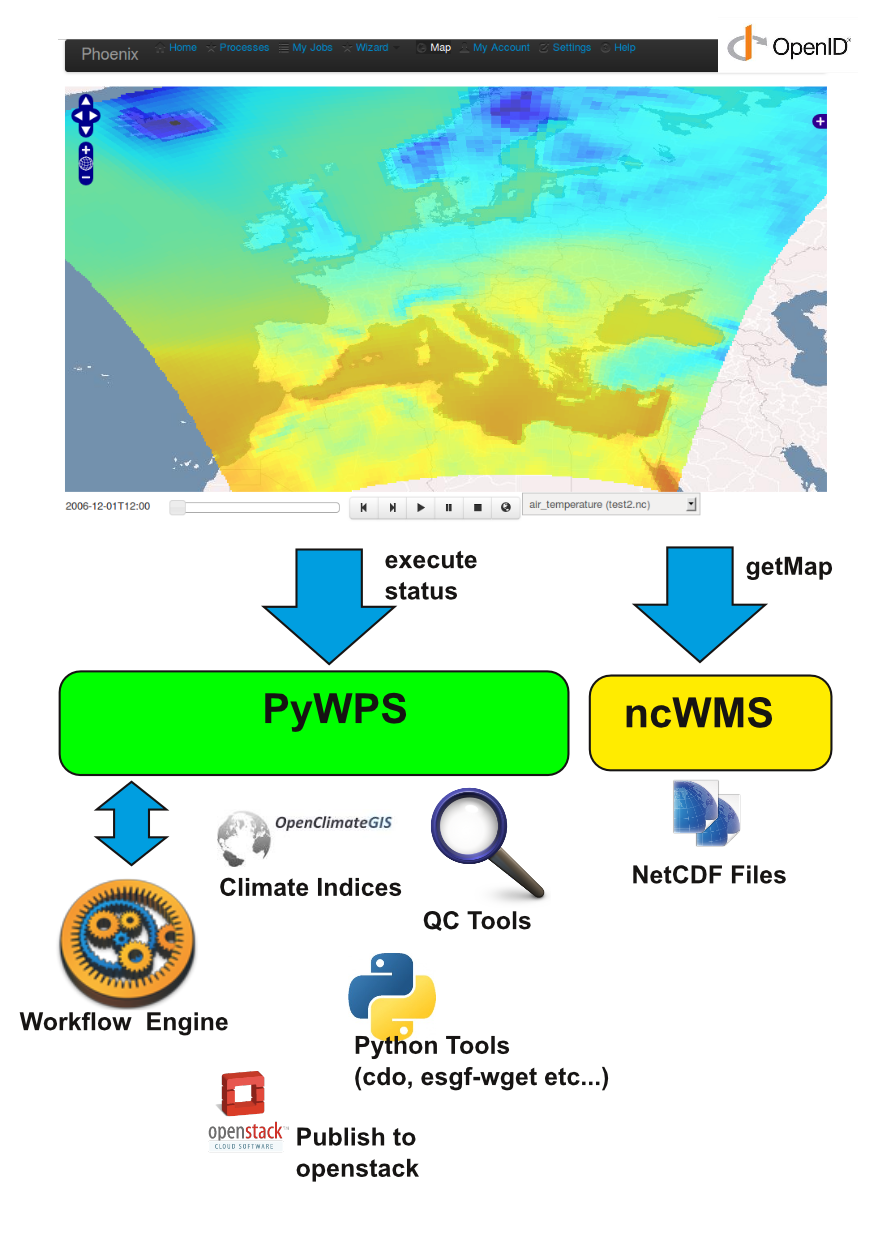 Phoenix Home Processes My Jobs Wizard Map My Account Settings Help
OpenID®
2006-12-01T12:00
air_temperature (test2.nc)
execute
status
getMap
PyWPS
ncWMS
OpenClimateGIS
Climate Indices
QC Tools
NetCDF Files
Workflow Engine
Python Tools
(cdo, esgf-wget etc...)
openstack™
CLOUD SOFTWARE
Publish to
openstack